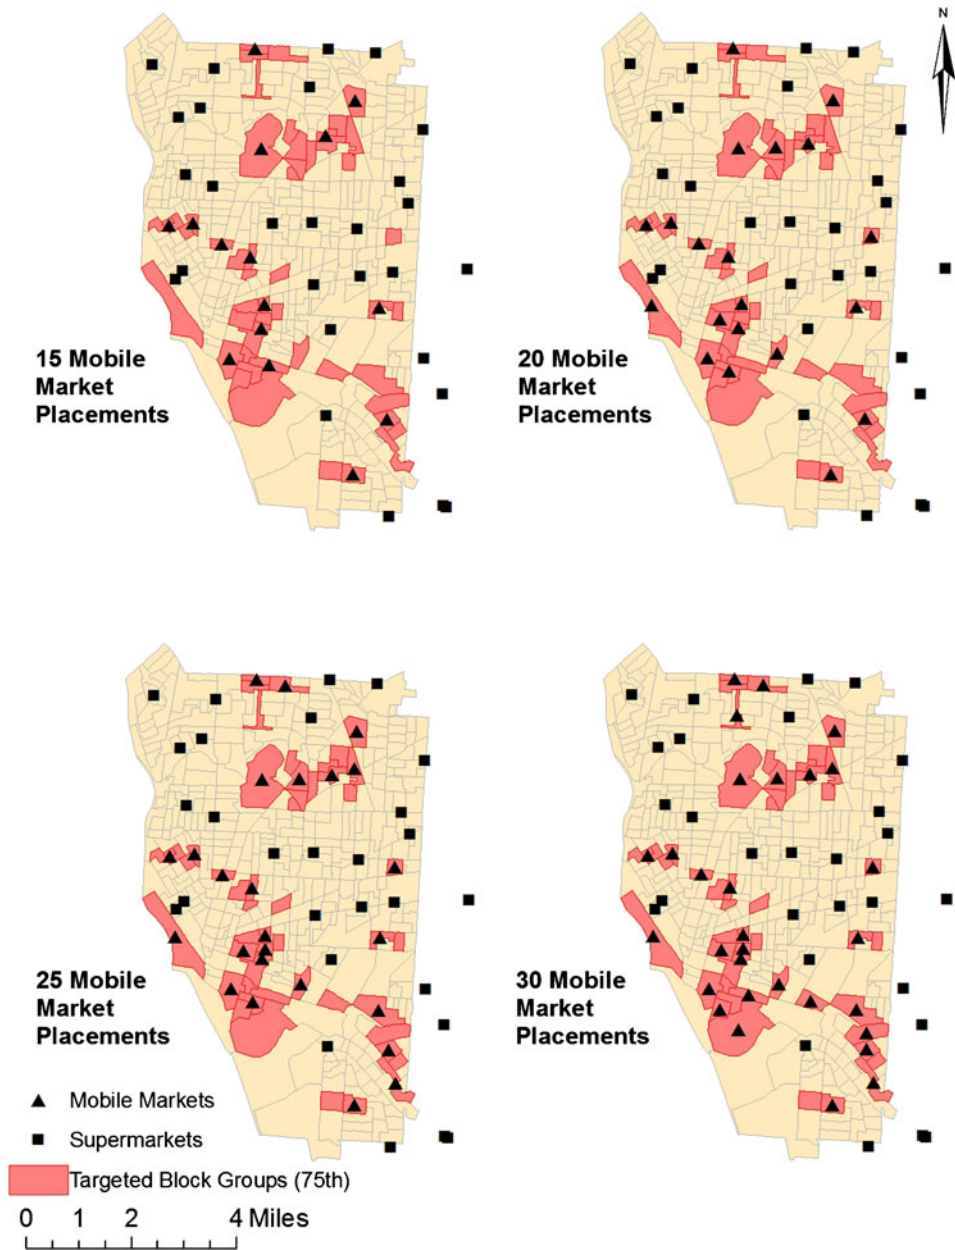 N
15 Mobile
Market
Placements
20 Mobile
Market
Placements
25 Mobile
Market
Placements
30 Mobile
Market
Placements
Mobile Markets
Supermarkets
Targeted Block Groups (75th)
0 1 2 4 Miles